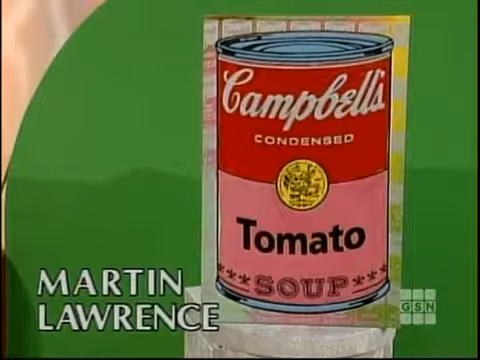 Campbell's
CONDENSED
Tomato
SOUP
MARTIN
LAWRENCE
GSN